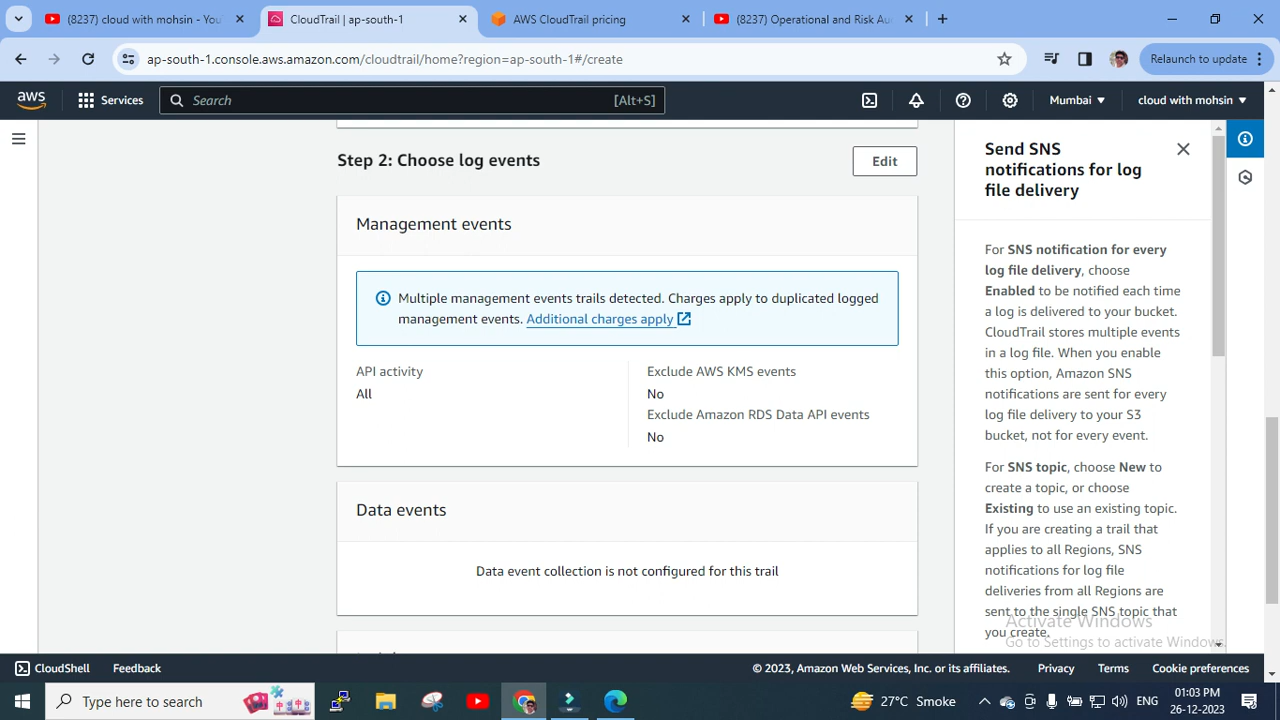 (8237) cloud with mohsin - You
CloudTrail | ap-south-1
AWS CloudTrail pricing
(8237) Operational and Risk Au
ap-south-1.console.aws.amazon.com/cloudtrail/home?region=ap-south-1#/create
Relaunch to update
aws
Services
Search
[Alt+S]
Mumbai
cloud with mohsin
Step 2: Choose log events
Edit
Management events
Multiple management events trails detected. Charges apply to duplicated logged
management events. Additional charges apply
API activity
All
Exclude AWS KMS events
No
Exclude Amazon RDS Data API events
No
Data events
Data event collection is not configured for this trail
Send SNS
notifications for log
file delivery
For SNS notification for every
log file delivery, choose
Enabled to be notified each time
a log is delivered to your bucket.
CloudTrail stores multiple events
in a log file. When you enable
this option, Amazon SNS
notifications are sent for every
log file delivery to your S3
bucket, not for every event.
For SNS topic, choose New to
create a topic, or choose
Existing to use an existing topic.
If you are creating a trail that
applies to all Regions, SNS
notifications for log file
deliveries from all Regions are
sent to the single SNS topic that
you create.
Activate Windows
Go to Settings to activate Windows.
CloudShell
Feedback
© 2023, Amazon Web Services, Inc. or its affiliates.
Privacy
Terms
Cookie preferences
Type here to search
27°C Smoke
ENG
01:03 PM
26-12-2023